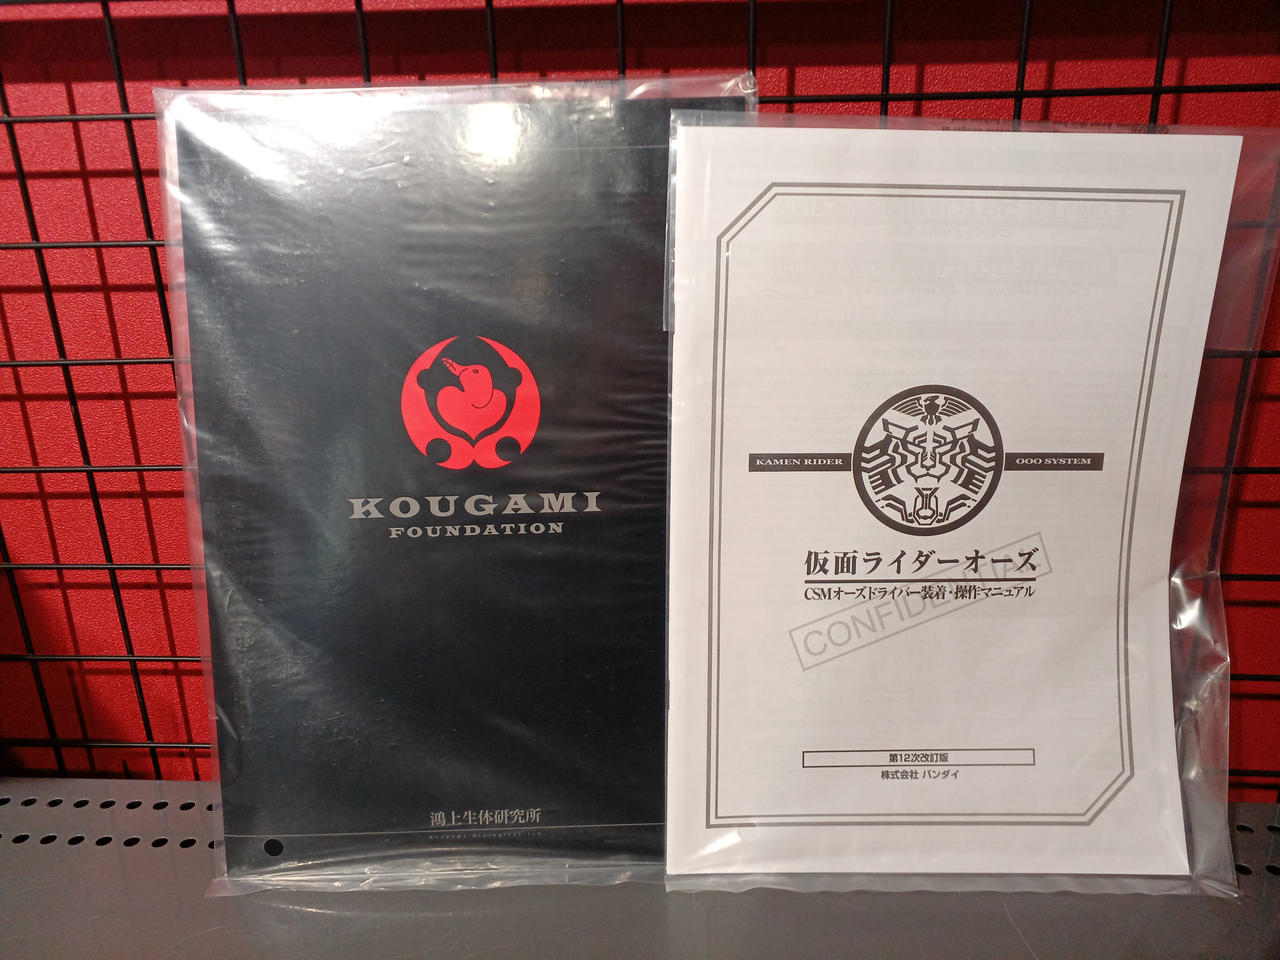 KOUGAMI
FOUNDATION
鴻上生体研究所
Kougami Biological Lab.
KAMEN RIDER
OOO SYSTEM
仮面ライダーオーズ
CSMオーズドライバー装着・操作マニュアル
CONFIDENTIAL
第12次改訂版
株式会社 バンダイ